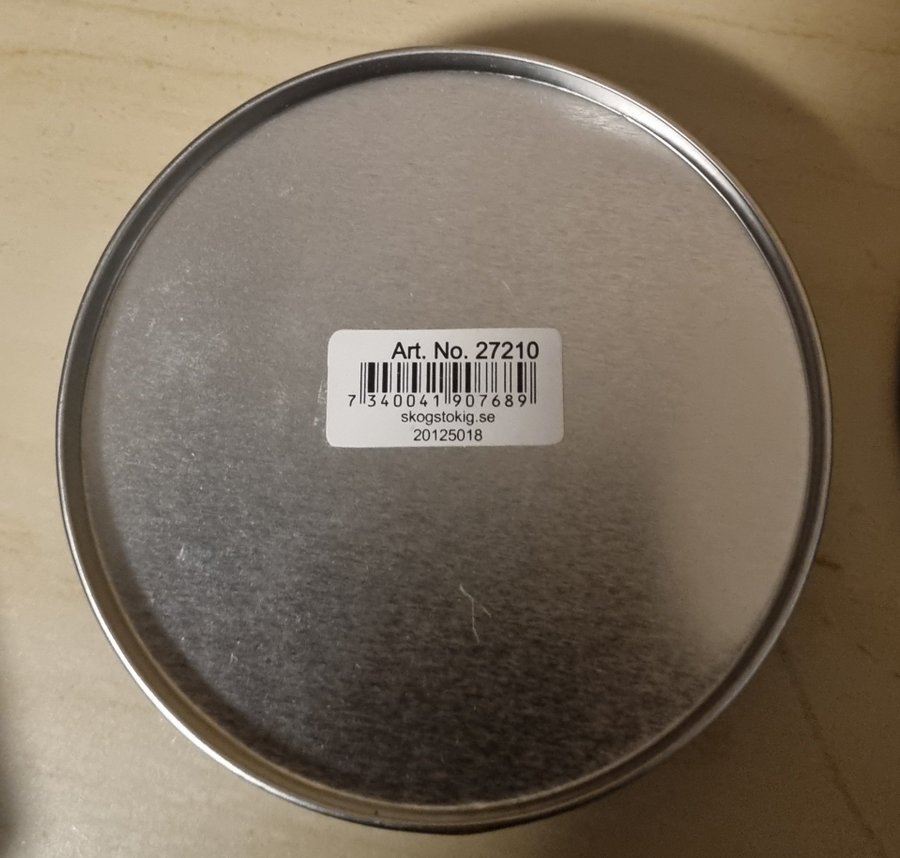 Art. No. 27210
7 340041 907689
skogstokig.se
20125018